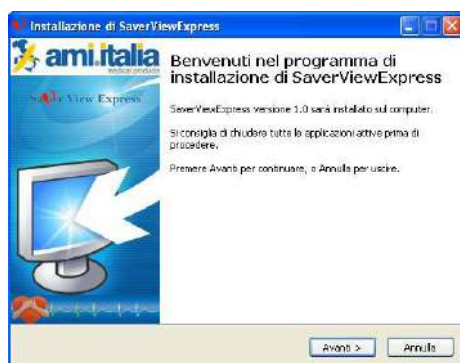 Installazione di SaverViewExpress
ami.italia
medical products
Saver View Express
Benvenuti nel programma di
installazione di SaverViewExpress
SaverViewExpress versione 1.0 sarà installato sul computer.
Si consiglia di chiudere tutte le applicazioni attive prima di
procedere.
Premere Avanti per continuare, o Annulla per uscire.
Avanti >
Annulla